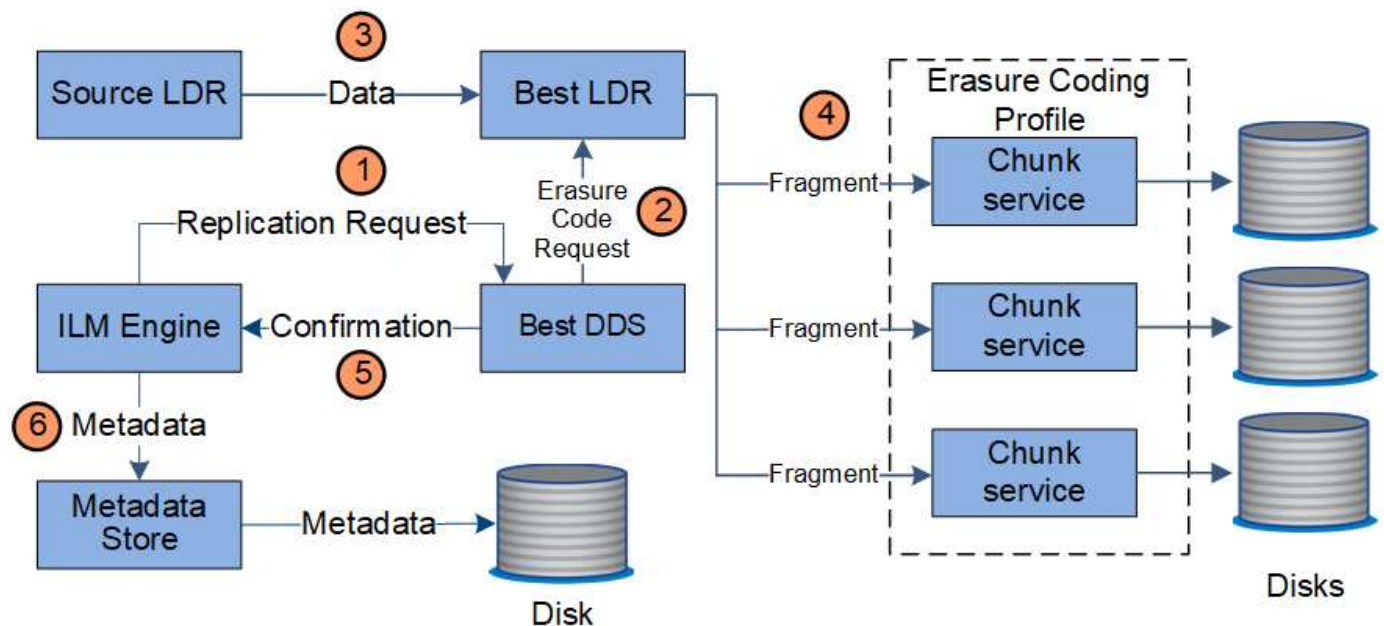 3
Source LDR
Data
Best LDR
4
Erasure Coding
Profile
Chunk
service
Fragment
1
Replication Request
Erasure
Code
Request
2
ILM Engine
Confirmation
Best DDS
5
Fragment
Chunk
service
6
Metadata
Metadata
Store
Metadata
Disk
Fragment
Chunk
service
Disks